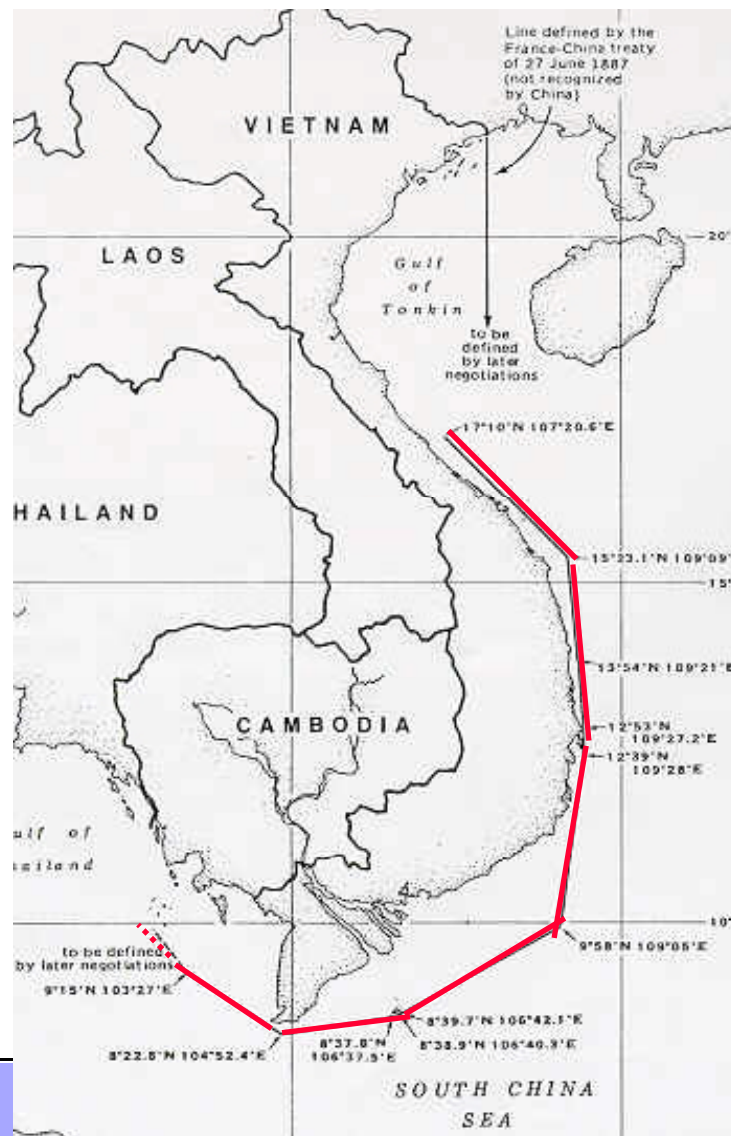 Line defined by the
France-China treaty
of 27 June 1887
(not recognized
by China)
VIETNAM
20°
LAOS
Gulf
of
Tonkin
to be
defined
by later
negotiations
17°10'N 107°20.6'E
HAILAND
15°23.1'N 109°09'
15°
13°54'N 109°21'E
CAMBODIA
12°53'N
109°27.2'E
12°39'N
109°28'E
ulf of
ailand
10°
9°58'N 109°05'E
to be defined
by later negotiations
9°15'N 103°27'E
8°39.7'N 106°42.1'E
8°22.8'N 104°52.4'E
8°37.8'N
106°37.5'E
8°38.9'N 106°40.3'E
SOUTH CHINA
SEA